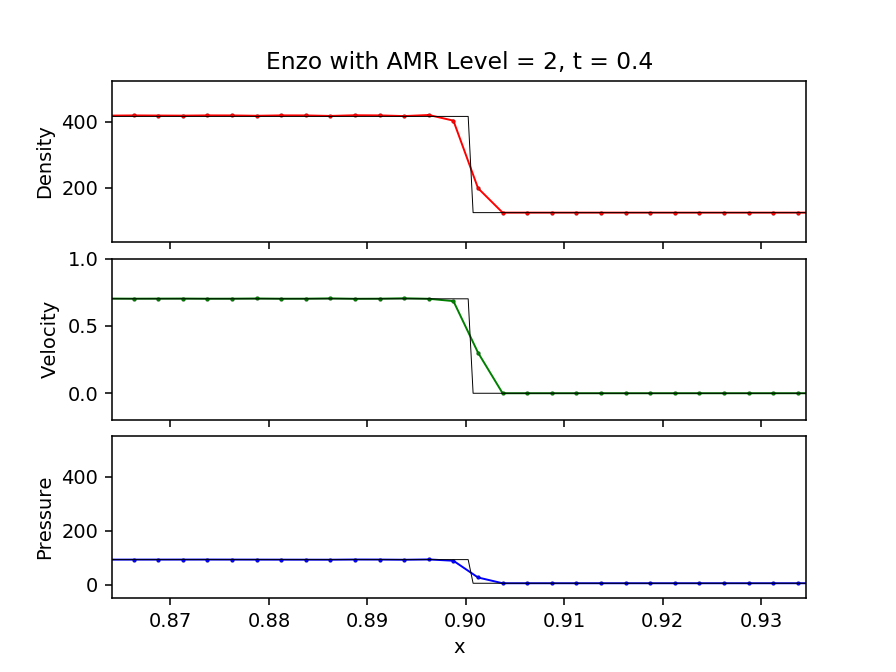 Enzo with AMR Level = 2, t = 0.4
Density
400
200
Velocity
1.0
0.5
0.0
Pressure
400
200
0
0.87 0.88 0.89 0.90 0.91 0.92 0.93
x